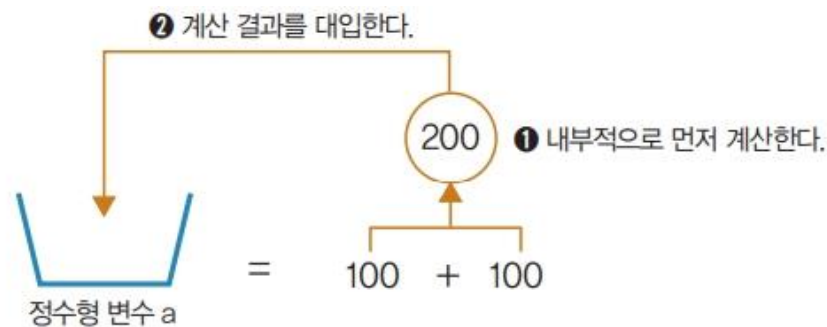 ❷ 계산 결과를 대입한다.
200 ❶ 내부적으로 먼저 계산한다.
= 100 + 100
정수형 변수 a